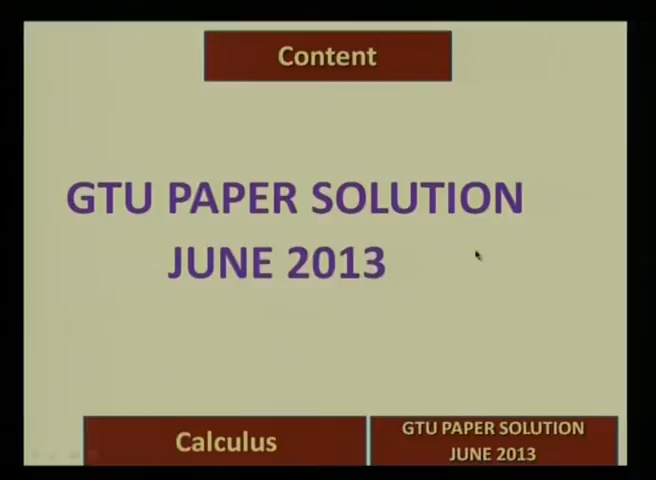 Content
GTU PAPER SOLUTION
JUNE 2013
Calculus
GTU PAPER SOLUTION
JUNE 2013